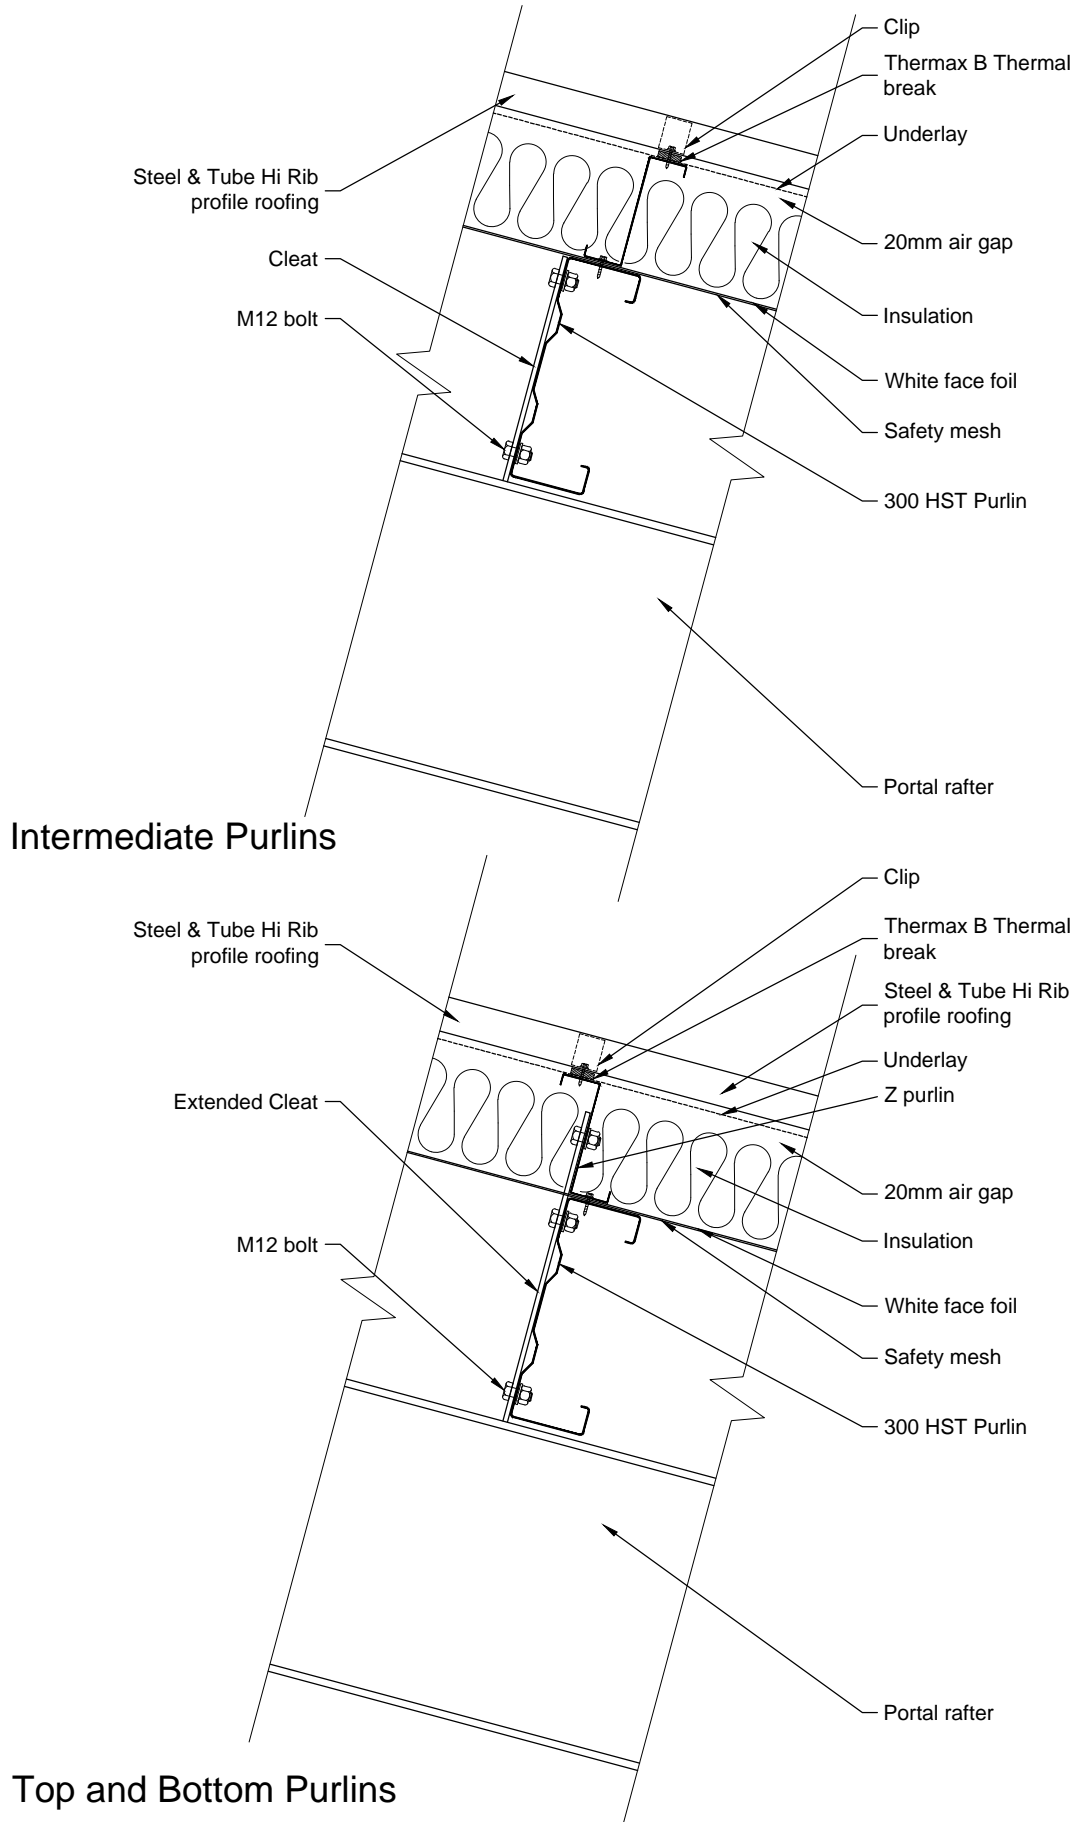 Clip
Thermax B Thermal
break
Underlay
Steel & Tube Hi Rib
profile roofing
20mm air gap
Cleat
Insulation
M12 bolt
White face foil
Safety mesh
300 HST Purlin
Portal rafter
Intermediate Purlins
Clip
Steel & Tube Hi Rib
profile roofing
Thermax B Thermal
break
Steel & Tube Hi Rib
profile roofing
Underlay
Z purlin
Extended Cleat
20mm air gap
Insulation
M12 bolt
White face foil
Safety mesh
300 HST Purlin
Portal rafter
Top and Bottom Purlins